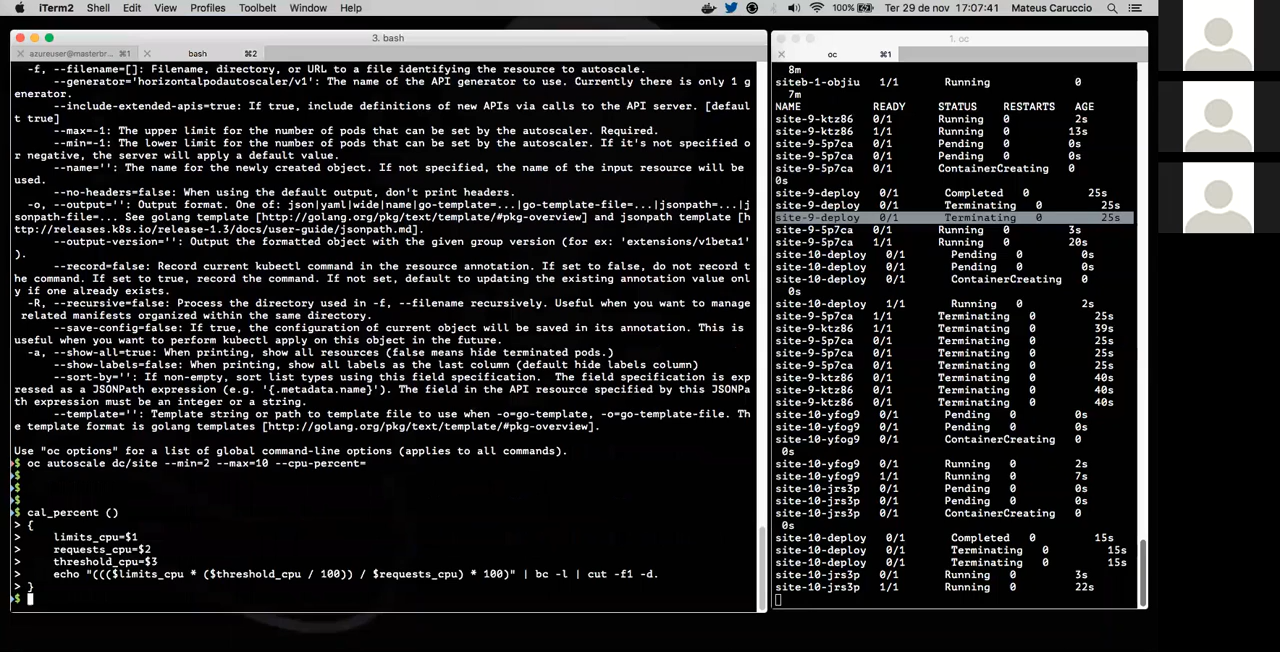 iTerm2 Shell Edit View Profiles Toolbelt Window Help 100% Ter 29 de nov 17:07:41 Mateus Caruccio
3. bash
azureuser@masterbr... ⌘1 bash ⌘2
-f, --filename=[]: Filename, directory, or URL to a file identifying the resource to autoscale.
--generator='horizontalpodautoscaler/v1': The name of the API generator to use. Currently there is only 1 g
enerator.
--include-extended-apis=true: If true, include definitions of new APIs via calls to the API server. [defaul
t true]
--max=-1: The upper limit for the number of pods that can be set by the autoscaler. Required.
--min=-1: The lower limit for the number of pods that can be set by the autoscaler. If it's not specified o
r negative, the server will apply a default value.
--name='': The name for the newly created object. If not specified, the name of the input resource will be
used.
--no-headers=false: When using the default output, don't print headers.
-o, --output='': Output format. One of: json|yaml|wide|name|go-template=...|go-template-file=...|jsonpath=...|j
sonpath-file=... See golang template [http://golang.org/pkg/text/template/#pkg-overview] and jsonpath template [h
ttp://releases.k8s.io/release-1.3/docs/user-guide/jsonpath.md].
--output-version='': Output the formatted object with the given group version (for ex: 'extensions/v1beta1'
).
--record=false: Record current kubectl command in the resource annotation. If set to false, do not record t
he command. If set to true, record the command. If not set, default to updating the existing annotation value onl
y if one already exists.
-R, --recursive=false: Process the directory used in -f, --filename recursively. Useful when you want to manage
related manifests organized within the same directory.
--save-config=false: If true, the configuration of current object will be saved in its annotation. This is
useful when you want to perform kubectl apply on this object in the future.
-a, --show-all=true: When printing, show all resources (false means hide terminated pods.)
--show-labels=false: When printing, show all labels as the last column (default hide labels column)
--sort-by='': If non-empty, sort list types using this field specification. The field specification is exp
ressed as a JSONPath expression (e.g. '{.metadata.name}'). The field in the API resource specified by this JSONPa
th expression must be an integer or a string.
--template='': Template string or path to template file to use when -o=go-template, -o=go-template-file. Th
e template format is golang templates [http://golang.org/pkg/text/template/#pkg-overview].
Use "oc options" for a list of global command-line options (applies to all commands).
$ oc autoscale dc/site --min=2 --max=10 --cpu-percent=
$
$
$
$ cal_percent ()
> {
> limits_cpu=$1
> requests_cpu=$2
> threshold_cpu=$3
> echo "((($limits_cpu * ($threshold_cpu / 100)) / $requests_cpu) * 100)" | bc -l | cut -f1 -d.
> }
$
1. oc
oc ⌘1
8m
siteb-1-objiu 1/1 Running 0
7m
NAME READY STATUS RESTARTS AGE
site-9-ktz86 0/1 Running 0 2s
site-9-ktz86 1/1 Running 0 13s
site-9-5p7ca 0/1 Pending 0 0s
site-9-5p7ca 0/1 Pending 0 0s
site-9-5p7ca 0/1 ContainerCreating 0
0s
site-9-deploy 0/1 Completed 0 25s
site-9-deploy 0/1 Terminating 0 25s
site-9-deploy 0/1 Terminating 0 25s
site-9-5p7ca 0/1 Running 0 3s
site-9-5p7ca 1/1 Running 0 20s
site-10-deploy 0/1 Pending 0 0s
site-10-deploy 0/1 Pending 0 0s
site-10-deploy 0/1 ContainerCreating 0
0s
site-10-deploy 1/1 Running 0 2s
site-9-5p7ca 1/1 Terminating 0 25s
site-9-ktz86 1/1 Terminating 0 39s
site-9-5p7ca 0/1 Terminating 0 25s
site-9-5p7ca 0/1 Terminating 0 25s
site-9-5p7ca 0/1 Terminating 0 25s
site-9-ktz86 0/1 Terminating 0 40s
site-9-ktz86 0/1 Terminating 0 40s
site-9-ktz86 0/1 Terminating 0 40s
site-10-yfog9 0/1 Pending 0 0s
site-10-yfog9 0/1 Pending 0 0s
site-10-yfog9 0/1 ContainerCreating 0
0s
site-10-yfog9 0/1 Running 0 2s
site-10-yfog9 1/1 Running 0 7s
site-10-jrs3p 0/1 Pending 0 0s
site-10-jrs3p 0/1 Pending 0 0s
site-10-jrs3p 0/1 ContainerCreating 0
0s
site-10-deploy 0/1 Completed 0 15s
site-10-deploy 0/1 Terminating 0 15s
site-10-deploy 0/1 Terminating 0 15s
site-10-jrs3p 0/1 Running 0 3s
site-10-jrs3p 1/1 Running 0 22s